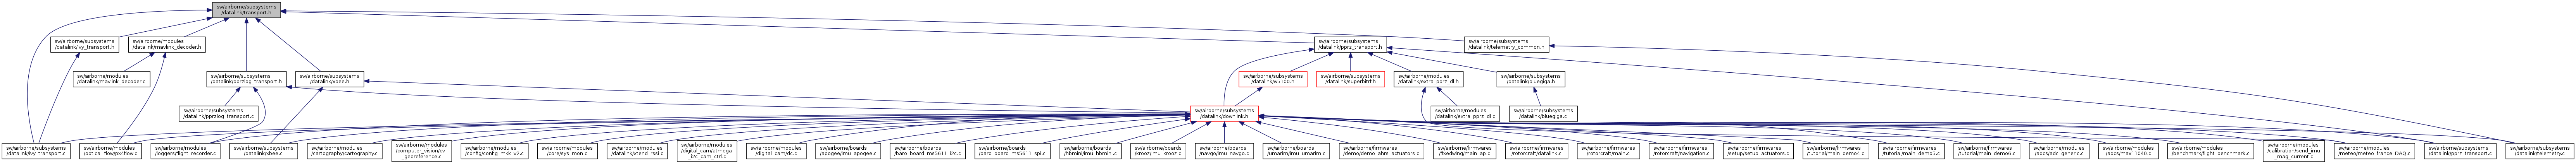 sw/airborne/subsystems
/datalink/transport.h
sw/airborne/subsystems
/datalink/ivy_transport.h
sw/airborne/modules
/datalink/mavlink_decoder.h
sw/airborne/subsystems
/datalink/pprz_transport.h
sw/airborne/subsystems
/datalink/telemetry_common.h
sw/airborne/modules
/datalink/mavlink_decoder.c
sw/airborne/subsystems
/datalink/pprzlog_transport.h
sw/airborne/subsystems
/datalink/xbee.h
sw/airborne/subsystems
/datalink/w5100.h
sw/airborne/subsystems
/datalink/superbitrf.h
sw/airborne/modules
/datalink/extra_pprz_dl.h
sw/airborne/subsystems
/datalink/bluegiga.h
sw/airborne/subsystems
/datalink/pprzlog_transport.c
sw/airborne/subsystems
/datalink/downlink.h
sw/airborne/modules
/datalink/extra_pprz_dl.c
sw/airborne/subsystems
/datalink/bluegiga.c
sw/airborne/subsystems
/datalink/ivy_transport.c
sw/airborne/modules
/optical_flow/px4flow.c
sw/airborne/modules
/loggers/flight_recorder.c
sw/airborne/subsystems
/datalink/xbee.c
sw/airborne/modules
/cartography/cartography.c
sw/airborne/modules
/computer_vision/cv
_georeference.c
sw/airborne/modules
/config/config_mkk_v2.c
sw/airborne/modules
/core/sys_mon.c
sw/airborne/modules
/datalink/xtend_rssi.c
sw/airborne/modules
/digital_cam/atmega
_i2c_cam_ctrl.c
sw/airborne/modules
/digital_cam/dc.c
sw/airborne/boards
/apogee/imu_apogee.c
sw/airborne/boards
/baro_board_ms5611_i2c.c
sw/airborne/boards
/baro_board_ms5611_spi.c
sw/airborne/boards
/hbmini/imu_hbmini.c
sw/airborne/boards
/krooz/imu_krooz.c
sw/airborne/boards
/navgo/imu_navgo.c
sw/airborne/boards
/umarim/imu_umarim.c
sw/airborne/firmwares
/demo/demo_ahrs_actuators.c
sw/airborne/firmwares
/fixedwing/main_ap.c
sw/airborne/firmwares
/rotorcraft/datalink.c
sw/airborne/firmwares
/rotorcraft/main.c
sw/airborne/firmwares
/rotorcraft/navigation.c
sw/airborne/firmwares
/setup/setup_actuators.c
sw/airborne/firmwares
/tutorial/main_demo4.c
sw/airborne/firmwares
/tutorial/main_demo5.c
sw/airborne/firmwares
/tutorial/main_demo6.c
sw/airborne/modules
/adcs/adc_generic.c
sw/airborne/modules
/adcs/max11040.c
sw/airborne/modules
/benchmark/flight_benchmark.c
sw/airborne/modules
/calibration/send_imu
_mag_current.c
sw/airborne/modules
/meteo/meteo_france_DAQ.c
sw/airborne/subsystems
/datalink/pprz_transport.c
sw/airborne/subsystems
/datalink/telemetry.c